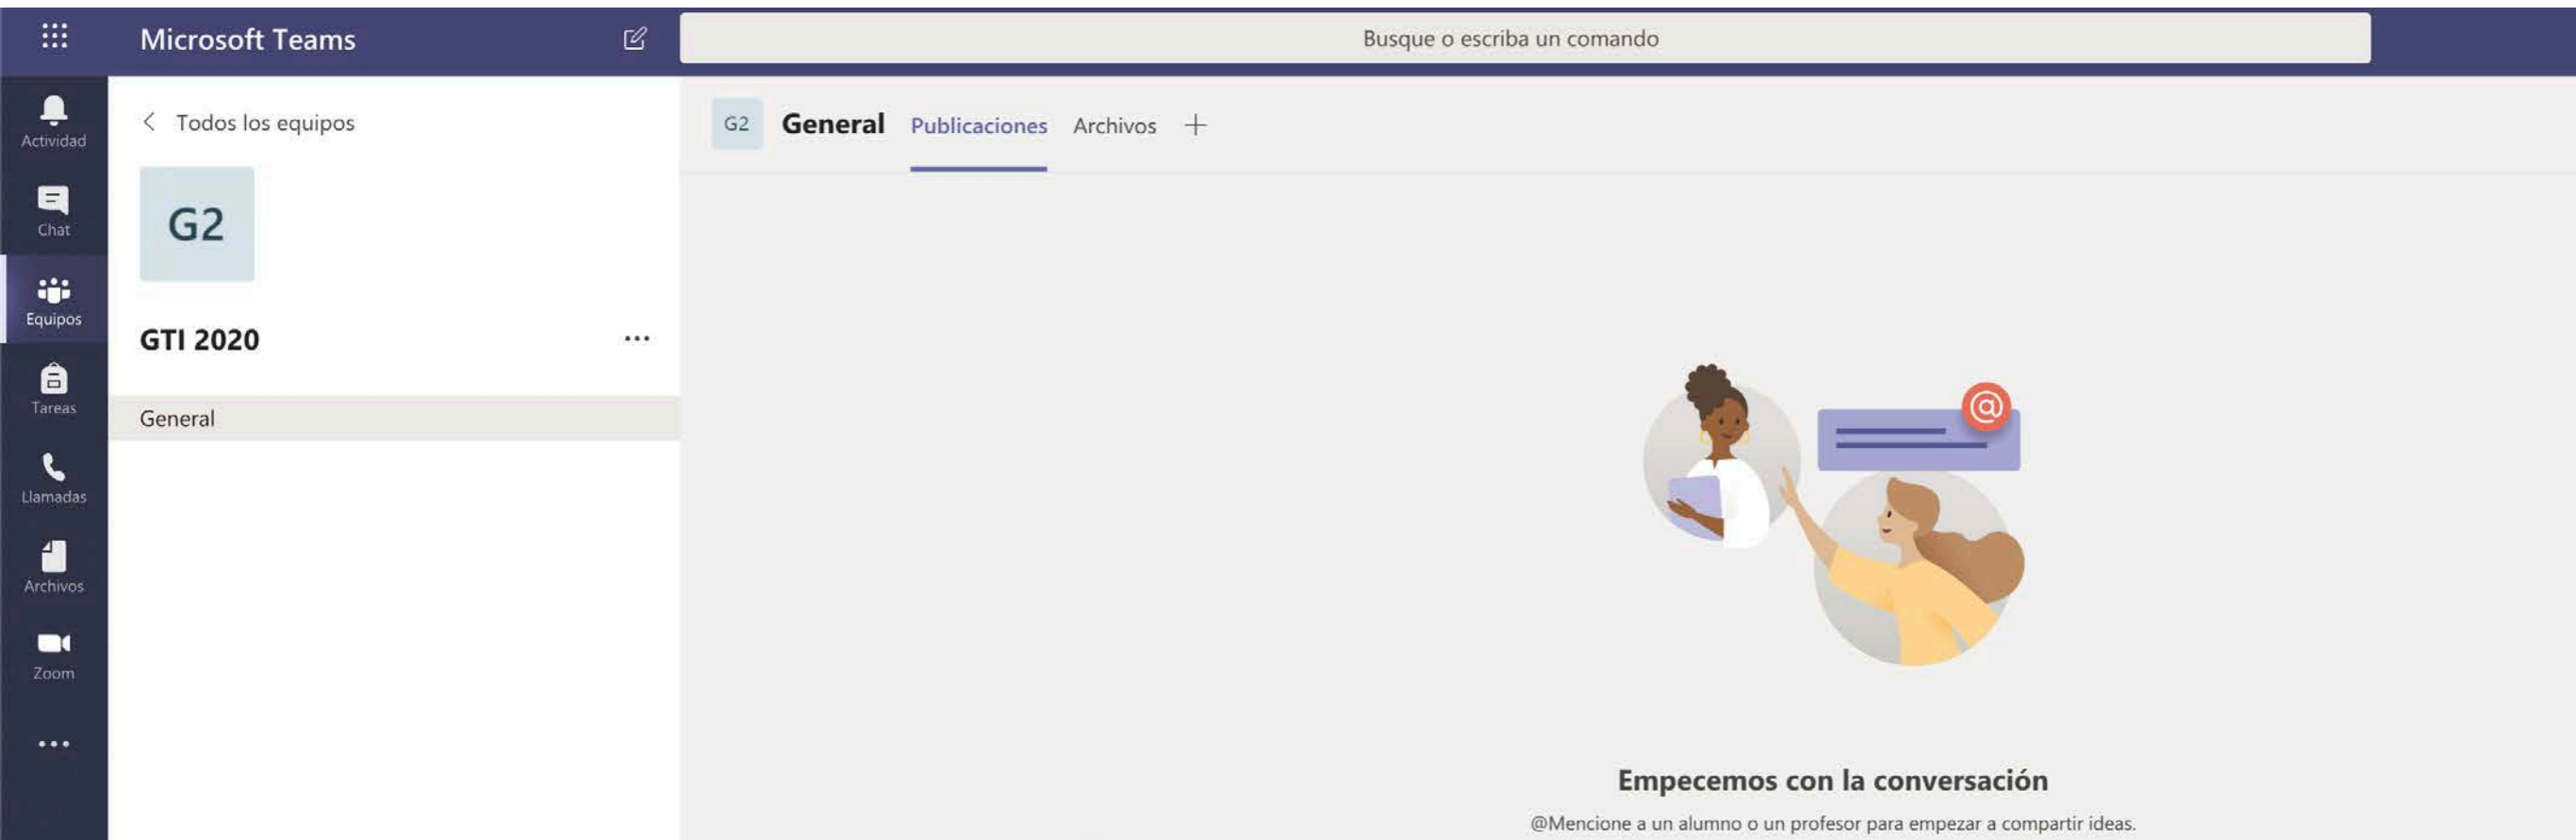 Microsoft Teams
Busque o escriba un comando
Actividad
Chat
Equipos
Tareas
Llamadas
Archivos
Zoom
Todos los equipos
G2
GTI 2020
General
G2 General Publicaciones Archivos
@
Empecemos con la conversación
@Mencione a un alumno o un profesor para empezar a compartir ideas.